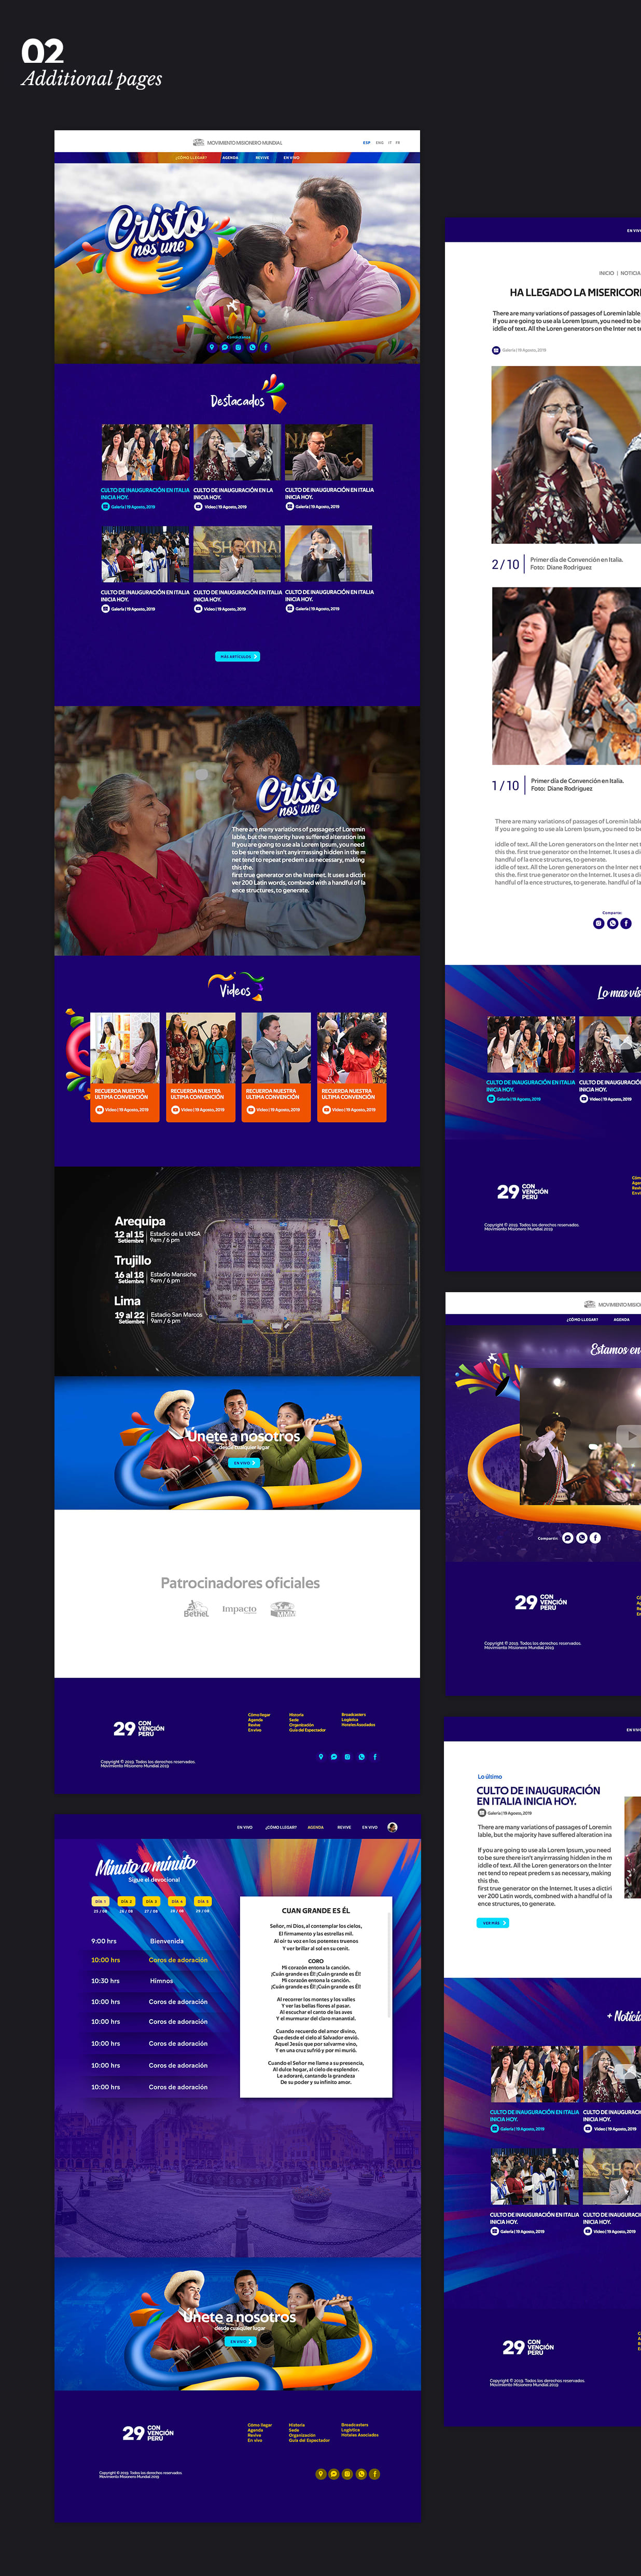 02
Additional pages
MOVIMIENTO MISIONERO MUNDIAL
ESP ENG IT FR
¿CÓMO LLEGAR? AGENDA REVIVE EN VIVO
Cristo
nos une
Compártenos
Destacados
CULTO DE INAUGURACIÓN EN ITALIA
INICIA HOY.
Galería | 19 Agosto, 2019
CULTO DE INAUGURACIÓN EN LA
INICIA HOY.
Video | 19 Agosto, 2019
CULTO DE INAUGURACIÓN EN ITALIA
INICIA HOY.
Galería | 19 Agosto, 2019
CULTO DE INAUGURACIÓN EN ITALIA
INICIA HOY.
Galería | 19 Agosto, 2019
CULTO DE INAUGURACIÓN EN ITALIA
INICIA HOY.
Video | 19 Agosto, 2019
CULTO DE INAUGURACIÓN EN ITALIA
INICIA HOY.
Galería | 19 Agosto, 2019
MÁS ARTÍCULOS
Cristo
nos une
There are many variations of passages of Loremin
lable, but the majority have suffered alteration ina
If you are going to use ala Lorem Ipsum, you need
to be sure there isn't anyirrrassing hidden in the m
net tend to repeat predem s as necessary, making
this the.
first true generator on the Internet. It uses a dictiri
ver 200 Latin words, combned with a handful of la
ence structures, to generate.
Videos
RECUERDA NUESTRA
ULTIMA CONVENCIÓN
Video | 19 Agosto, 2019
RECUERDA NUESTRA
ULTIMA CONVENCIÓN
Video | 19 Agosto, 2019
RECUERDA NUESTRA
ULTIMA CONVENCIÓN
Video | 19 Agosto, 2019
RECUERDA NUESTRA
ULTIMA CONVENCIÓN
Video | 19 Agosto, 2019
Arequipa
12 al 15 Setiembre
Estadio de la UNSA
9am / 6 pm
Trujillo
16 al 18 Setiembre
Estadio Mansiche
9am / 6 pm
Lima
19 al 22 Setiembre
Estadio San Marcos
9am / 6 pm
Únete a nosotros
desde cualquier lugar
EN VIVO
Patrocinadores oficiales
Bethel
Impacto
MMM
29 CON
VENCIÓN
PERÚ
Cómo llegar
Agenda
Revive
En vivo
Historia
Sede
Organización
Guía del Espectador
Broadcasters
Logística
Hoteles Asociados
Copyright © 2019. Todos los derechos reservados.
Movimiento Misionero Mundial 2019
EN VIVO ¿CÓMO LLEGAR? AGENDA REVIVE EN VIVO
Minuto a minuto
Sigue el devocional
DÍA 1 DÍA 2 DÍA 3 DÍA 4 DÍA 5
25 / 08 26 / 08 27 / 08 28 / 08 29 / 08
9:00 hrs Bienvenida
10:00 hrs Coros de adoración
10:30 hrs Himnos
10:00 hrs Coros de adoración
10:00 hrs Coros de adoración
10:00 hrs Coros de adoración
10:00 hrs Coros de adoración
10:00 hrs Coros de adoración
CUAN GRANDE ES ÉL
Señor, mi Dios, al contemplar los cielos,
El firmamento y las estrellas mil.
Al oír tu voz en los potentes truenos
Y ver brillar al sol en su cenit.
CORO
Mi corazón entona la canción.
¡Cuán grande es Él! ¡Cuán grande es Él!
Mi corazón entona la canción.
¡Cuán grande es Él! ¡Cuán grande es Él!
Al recorrer los montes y los valles
Y ver las bellas flores al pasar.
Al escuchar el canto de las aves
Y el murmurar del claro manantial.
Cuando recuerdo del amor divino,
Que desde el cielo al Salvador envió.
Aquel Jesús que por salvarme vino,
Y en una cruz sufrió y por mí murió.
Cuando el Señor me llame a su presencia,
Al dulce hogar, al cielo de esplendor.
Le adoraré, cantando la grandeza
De su poder y su infinito amor.
Únete a nosotros
desde cualquier lugar
EN VIVO
29 CON
VENCIÓN
PERÚ
Cómo llegar
Agenda
Revive
En vivo
Historia
Sede
Organización
Guía del Espectador
Broadcasters
Logística
Hoteles Asociados
Copyright © 2019. Todos los derechos reservados.
Movimiento Misionero Mundial 2019
EN VIV
INICIO | NOTICIA
HA LLEGADO LA MISERICOR
There are many variations of passages of Loremin lable
If you are going to use ala Lorem Ipsum, you need to be
iddle of text. All the Loren generators on the Inter net t
Galería | 19 Agosto, 2019
2 / 10
Primer día de Convención en Italia.
Foto: Diane Rodriguez
1 / 10
Primer día de Convención en Italia.
Foto: Diane Rodriguez
There are many variations of passages of Loremin lable
If you are going to use ala Lorem Ipsum, you need to be
iddle of text. All the Loren generators on the Inter net t
this the. first true generator on the Internet. It uses a di
handful of la ence structures, to generate.
iddle of text. All the Loren generators on the Inter net t
this the. first true generator on the Internet. It uses a di
handful of la ence structures, to generate. handful of la
Compartir:
Lo mas vis
CULTO DE INAUGURACIÓN EN ITALIA
INICIA HOY.
Galería | 19 Agosto, 2019
CULTO DE INAUGURACIÓ
INICIA HOY.
Video | 19 Agosto, 2019
29 CON
VENCIÓN
PERÚ
Copyright © 2019. Todos los derechos reservados.
Movimiento Misionero Mundial 2019
MOVIMIENTO MISIO
¿CÓMO LLEGAR? AGENDA
Estamos en
Compartir:
29 CON
VENCIÓN
PERÚ
Copyright © 2019. Todos los derechos reservados.
Movimiento Misionero Mundial 2019
EN VIV
Lo último
CULTO DE INAUGURACIÓN
EN ITALIA INICIA HOY.
Galería | 19 Agosto, 2019
There are many variations of passages of Loremin
lable, but the majority have suffered alteration ina
If you are going to use ala Lorem Ipsum, you need
to be sure there isn't anyirrrassing hidden in the m
iddle of text. All the Loren generators on the Inter
net tend to repeat predem s as necessary, making
this the.
first true generator on the Internet. It uses a dictiri
ver 200 Latin words, combned with a handful of la
ence structures, to generate.
VER MÁS
+ Notici
CULTO DE INAUGURACIÓN EN ITALIA
INICIA HOY.
Galería | 19 Agosto, 2019
CULTO DE INAUGURACI
INICIA HOY.
Video | 19 Agosto, 2019
CULTO DE INAUGURACIÓN EN ITALIA
INICIA HOY.
Galería | 19 Agosto, 2019
CULTO DE INAUGURACI
INICIA HOY.
Video | 19 Agosto, 2019
29 CON
VENCIÓN
PERÚ
Copyright © 2019. Todos los derechos reservados.
Movimiento Misionero Mundial 2019